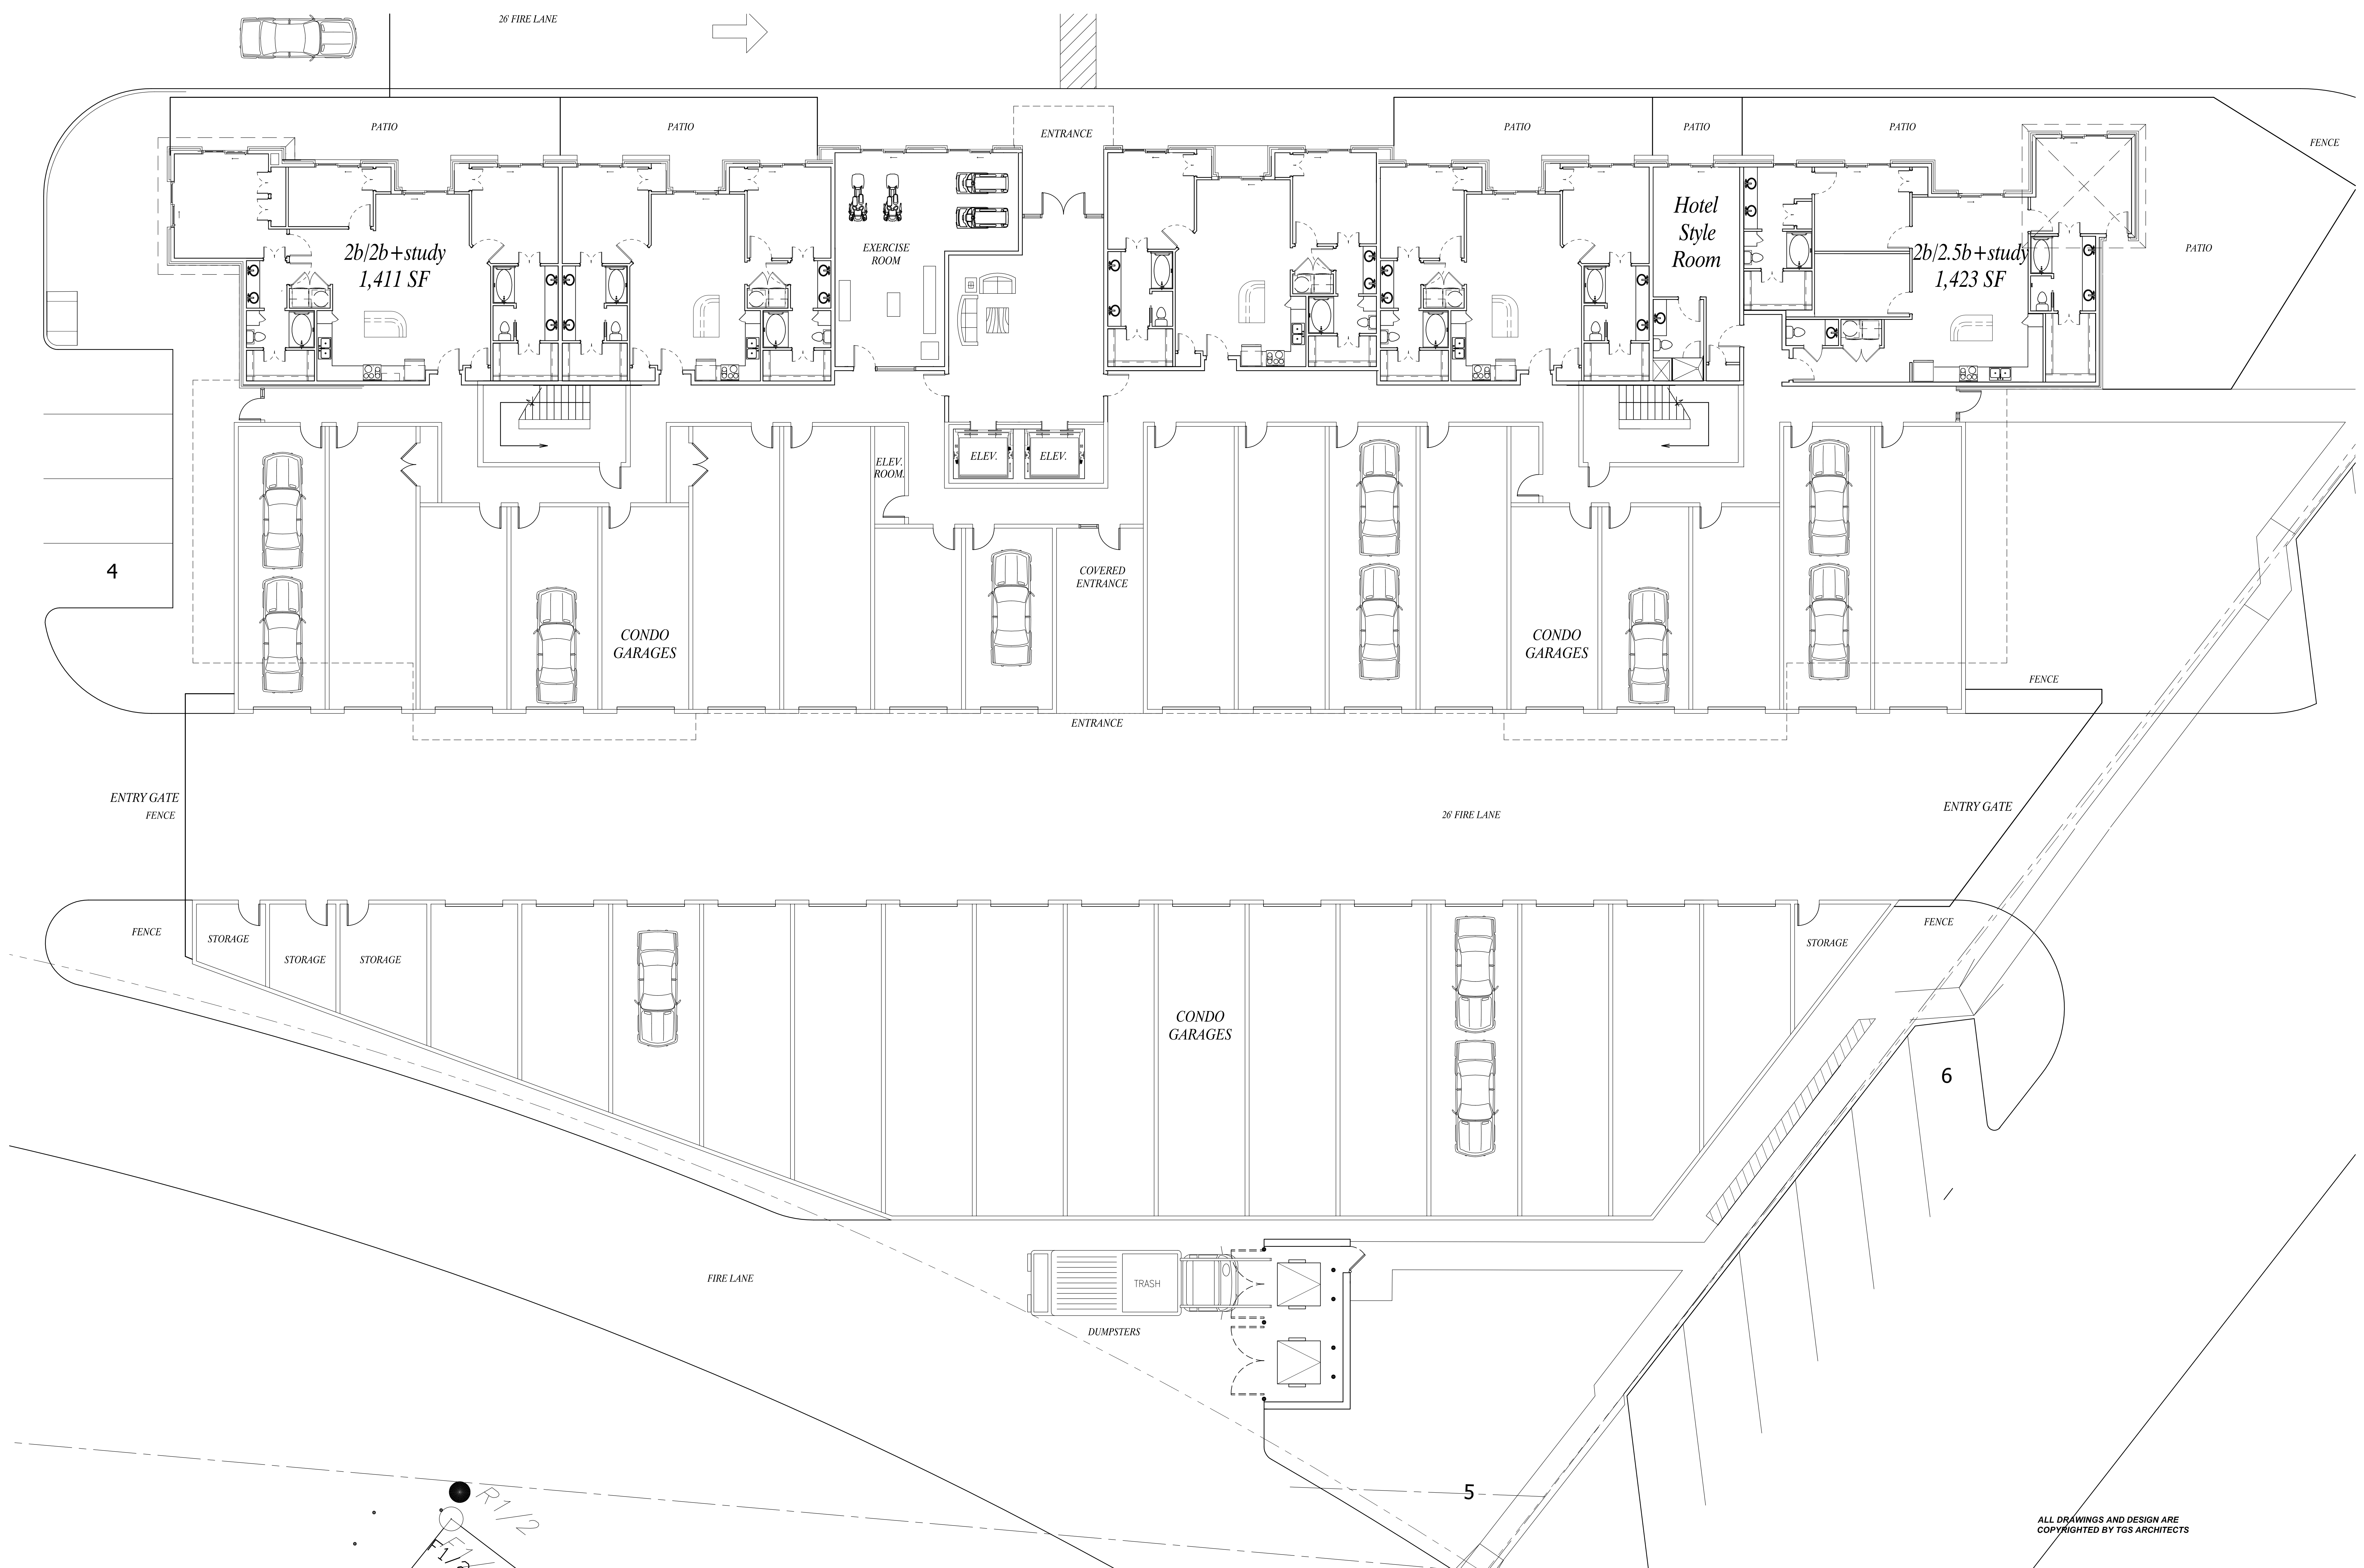 26' FIRE LANE
PATIO
PATIO
ENTRANCE
PATIO
PATIO
PATIO
FENCE
2b/2b+study
1,411 SF
EXERCISE
ROOM
Hotel
Style
Room
2b/2.5b+study
1,423 SF
PATIO
ELEV.
ROOM.
ELEV.
ELEV.
4
COVERED
ENTRANCE
CONDO
GARAGES
CONDO
GARAGES
FENCE
ENTRANCE
ENTRY GATE
FENCE
26' FIRE LANE
ENTRY GATE
FENCE
STORAGE
STORAGE
STORAGE
STORAGE
FENCE
CONDO
GARAGES
6
FIRE LANE
TRASH
DUMPSTERS
5
R1/2
ALL DRAWINGS AND DESIGN ARE
COPYRIGHTED BY TGS ARCHITECTS